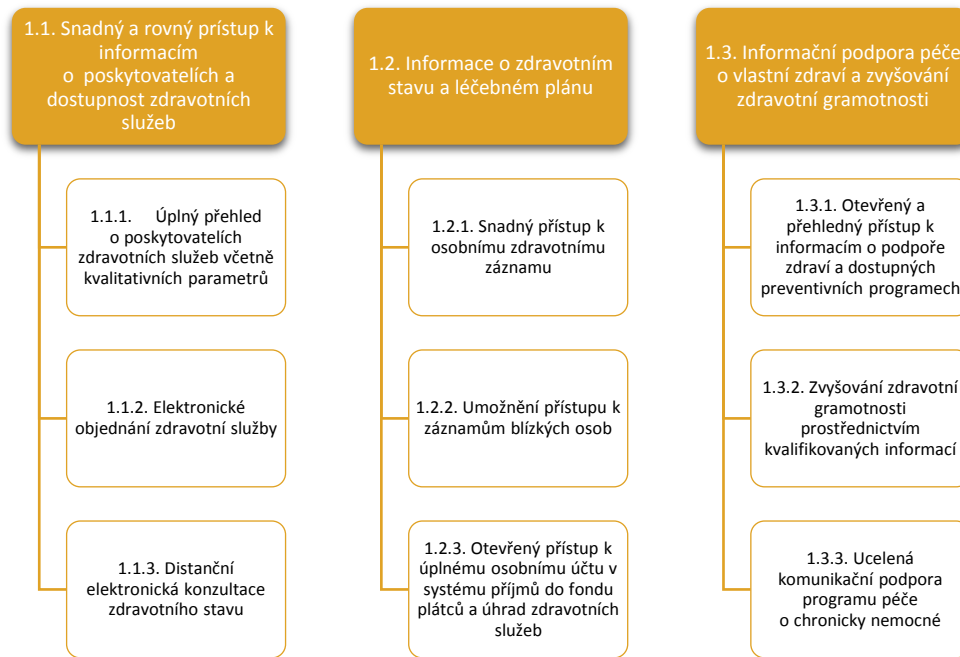 1.1. Snadný a rovný prístup k
informacím
o poskytovatelích a
dostupnost zdravotních
služeb
1.1.1. Úplný přehled
o poskytovatelích
zdravotních služeb včetně
kvalitativních parametrů
1.1.2. Elektronické
objednání zdravotní služby
1.1.3. Distanční
elektronická konzultace
zdravotního stavu
1.2. Informace o zdravotním
stavu a léčebném plánu
1.2.1. Snadný přístup k
osobnímu zdravotnímu
záznamu
1.2.2. Umožnění přístupu k
záznamům blízkých osob
1.2.3. Otevřený přístup k
úplnému osobnímu účtu v
systému příjmů do fondu
plátců a úhrad zdravotních
služeb
1.3. Informační podpora péče
o vlastní zdraví a zvyšování
zdravotní gramotnosti
1.3.1. Otevřený a
přehledný přístup k
informacím o podpoře
zdraví a dostupných
preventivních programech
1.3.2. Zvyšování zdravotní
gramotnosti
prostřednictvím
kvalifikovaných informací
1.3.3. Ucelená
komunikační podpora
programu péče
o chronicky nemocné